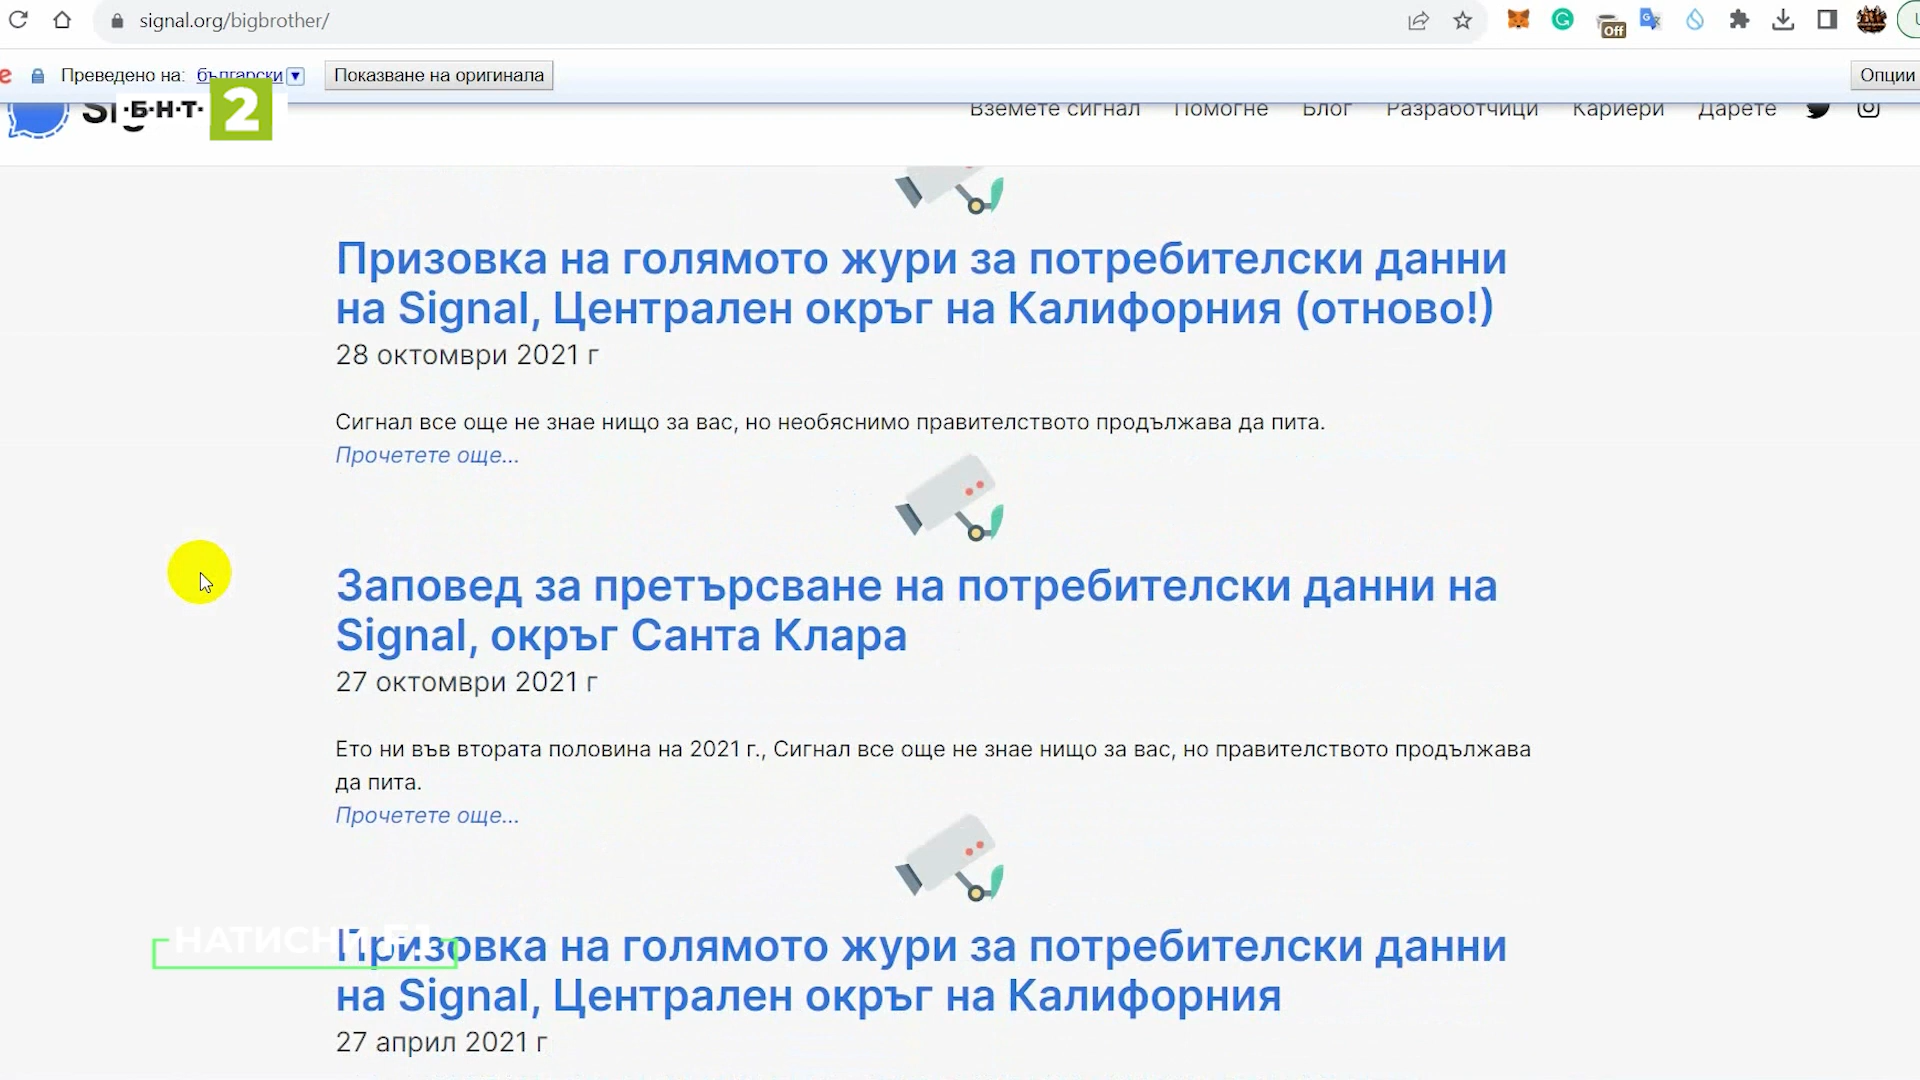 signal.org/bigbrother/
Off
Преведено на: български
Показване на оригинала
Опции
·Б·Н·Т· 2
Вземете сигнал
Помогне
Блог
Разработчици
Кариери
Дарете
Призовка на голямото жури за потребителски данни
на Signal, Централен окръг на Калифорния (отново!)
28 октомври 2021 г
Сигнал все още не знае нищо за вас, но необяснимо правителството продължава да пита.
Прочетете още...
Заповед за претърсване на потребителски данни на
Signal, окръг Санта Клара
27 октомври 2021 г
Ето ни във втората половина на 2021 г., Сигнал все още не знае нищо за вас, но правителството продължава
да пита.
Прочетете още...
НАТИСНИ F1
Призовка на голямото жури за потребителски данни
на Signal, Централен окръг на Калифорния
27 април 2021 г